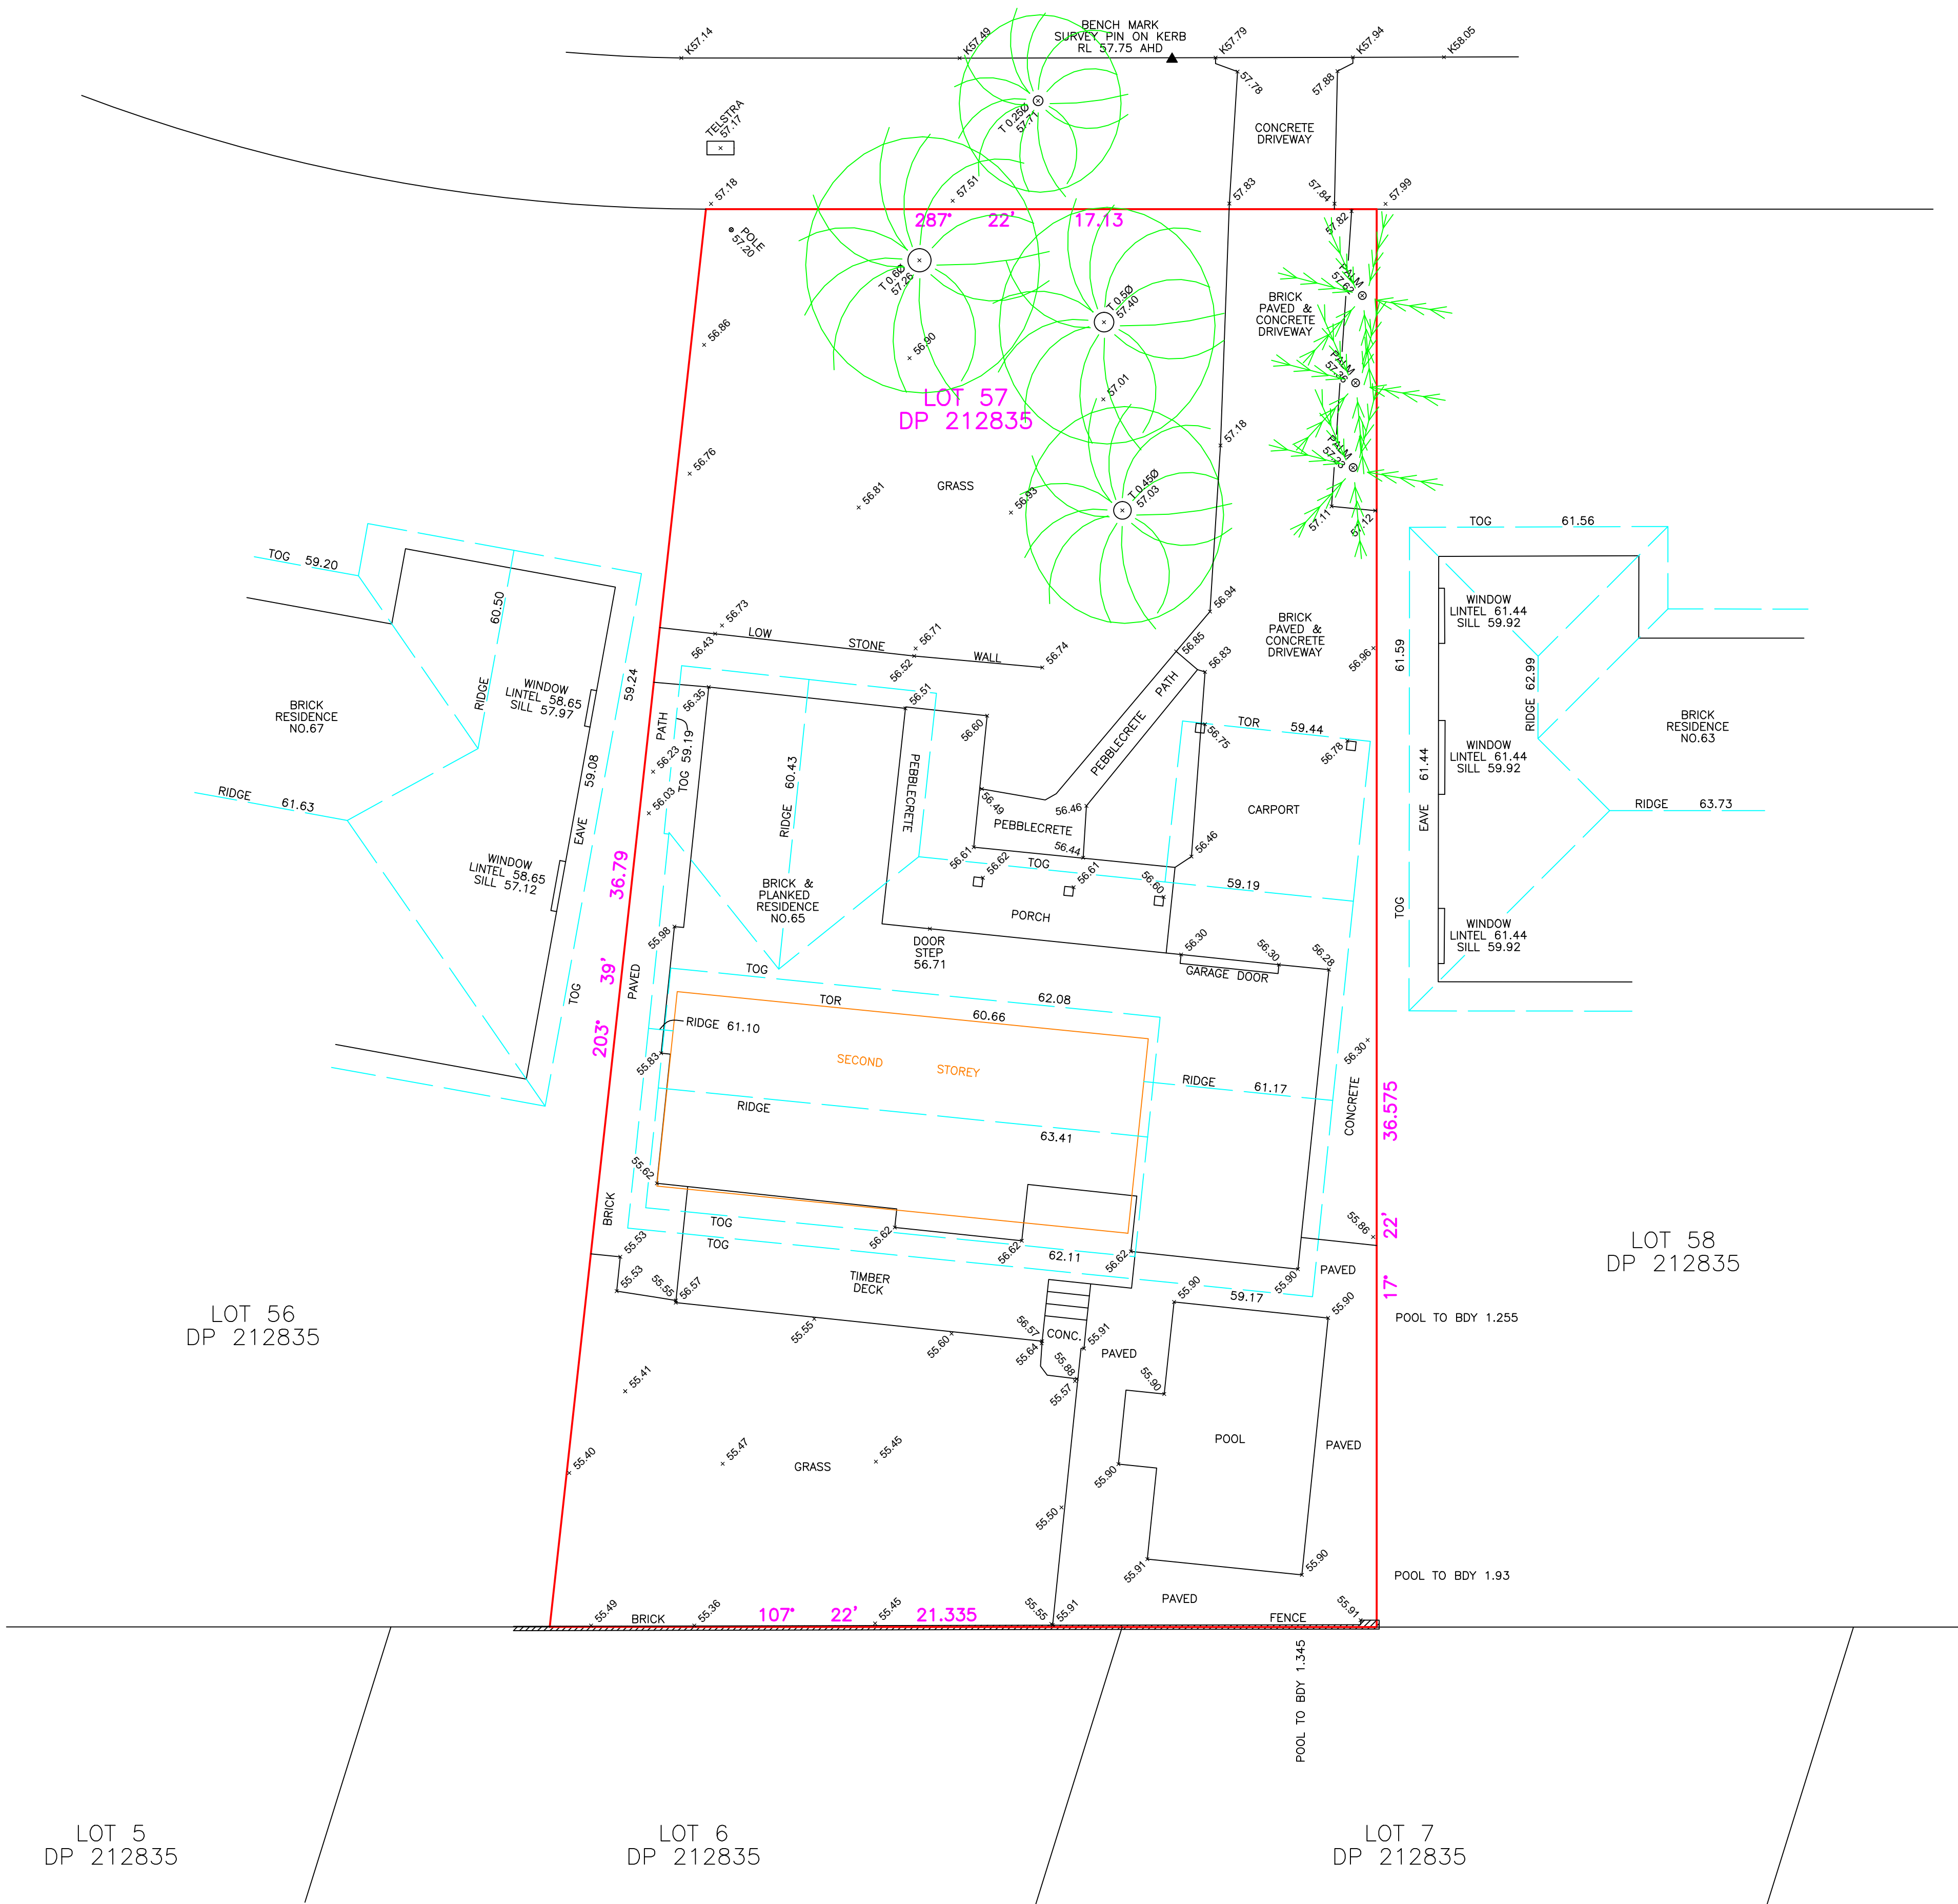 BENCH MARK
SURVEY PIN ON KERB
RL 57.75 AHD
K57.14
K57.49
K57.79
K57.94
K58.05
57.78
57.88
TELSTRA
57.17
T 0.25Ø
57.71
CONCRETE
DRIVEWAY
57.18
57.51
57.83
57.84
57.99
287° 22' 17.13
57.82
POLE
57.20
T 0.6Ø
57.26
T 0.5Ø
57.40
BRICK
PAVED &
CONCRETE
DRIVEWAY
PALM
57.62
56.86
56.90
PALM
57.36
57.01
LOT 57
DP 212835
57.18
PALM
57.33
56.76
56.81
GRASS
56.93
T 0.45Ø
57.03
57.11
57.12
TOG 59.20
60.50
RIDGE
TOG 61.56
WINDOW
LINTEL 61.44
SILL 59.92
56.73
56.43
LOW STONE WALL
56.71
56.52
56.74
56.94
56.85
56.83
BRICK
PAVED &
CONCRETE
DRIVEWAY
56.96
61.59
RIDGE 62.99
59.24
WINDOW
LINTEL 58.65
SILL 57.97
BRICK
RESIDENCE
NO.67
BRICK
RESIDENCE
NO.63
56.35
56.51
56.60
PATH
TOG 59.19
56.23
56.03
RIDGE 60.43
PEBBLECRETE
PEBBLECRETE PATH
TOR 59.44
56.75
56.78
WINDOW
LINTEL 61.44
SILL 59.92
EAVE 61.44
RIDGE 61.63
RIDGE 63.73
EAVE 59.08
56.49
56.46
PEBBLECRETE
CARPORT
56.61
56.62
56.44
56.46
TOG 59.19
56.61
56.60
WINDOW
LINTEL 58.65
SILL 57.12
BRICK &
PLANKED
RESIDENCE
NO.65
PORCH
TOG
WINDOW
LINTEL 61.44
SILL 59.92
55.98
DOOR
STEP
56.71
56.30
56.30
56.28
GARAGE DOOR
TOG
203° 39' 36.79
PAVED
TOG 62.08
TOR 60.66
RIDGE 61.10
55.83
SECOND STOREY
56.30
RIDGE 61.17
CONCRETE
RIDGE 63.41
17° 22' 36.575
55.62
BRICK
TOG 62.11
TOG 59.17
56.62
56.62
56.62
55.86
55.53
55.53
55.55
56.57
TIMBER
DECK
55.90
PAVED
55.90
55.90
LOT 56
DP 212835
LOT 58
DP 212835
POOL TO BDY 1.255
55.55
55.60
56.57
55.64
CONC.
55.91
PAVED
55.88
55.57
55.90
55.41
55.40
55.47
55.45
GRASS
POOL
PAVED
55.90
55.50
55.91
55.90
POOL TO BDY 1.93
PAVED
55.49
BRICK
55.36
107° 22' 21.335
55.45
55.55
55.91
FENCE
55.91
POOL TO BDY 1.345
LOT 5
DP 212835
LOT 6
DP 212835
LOT 7
DP 212835